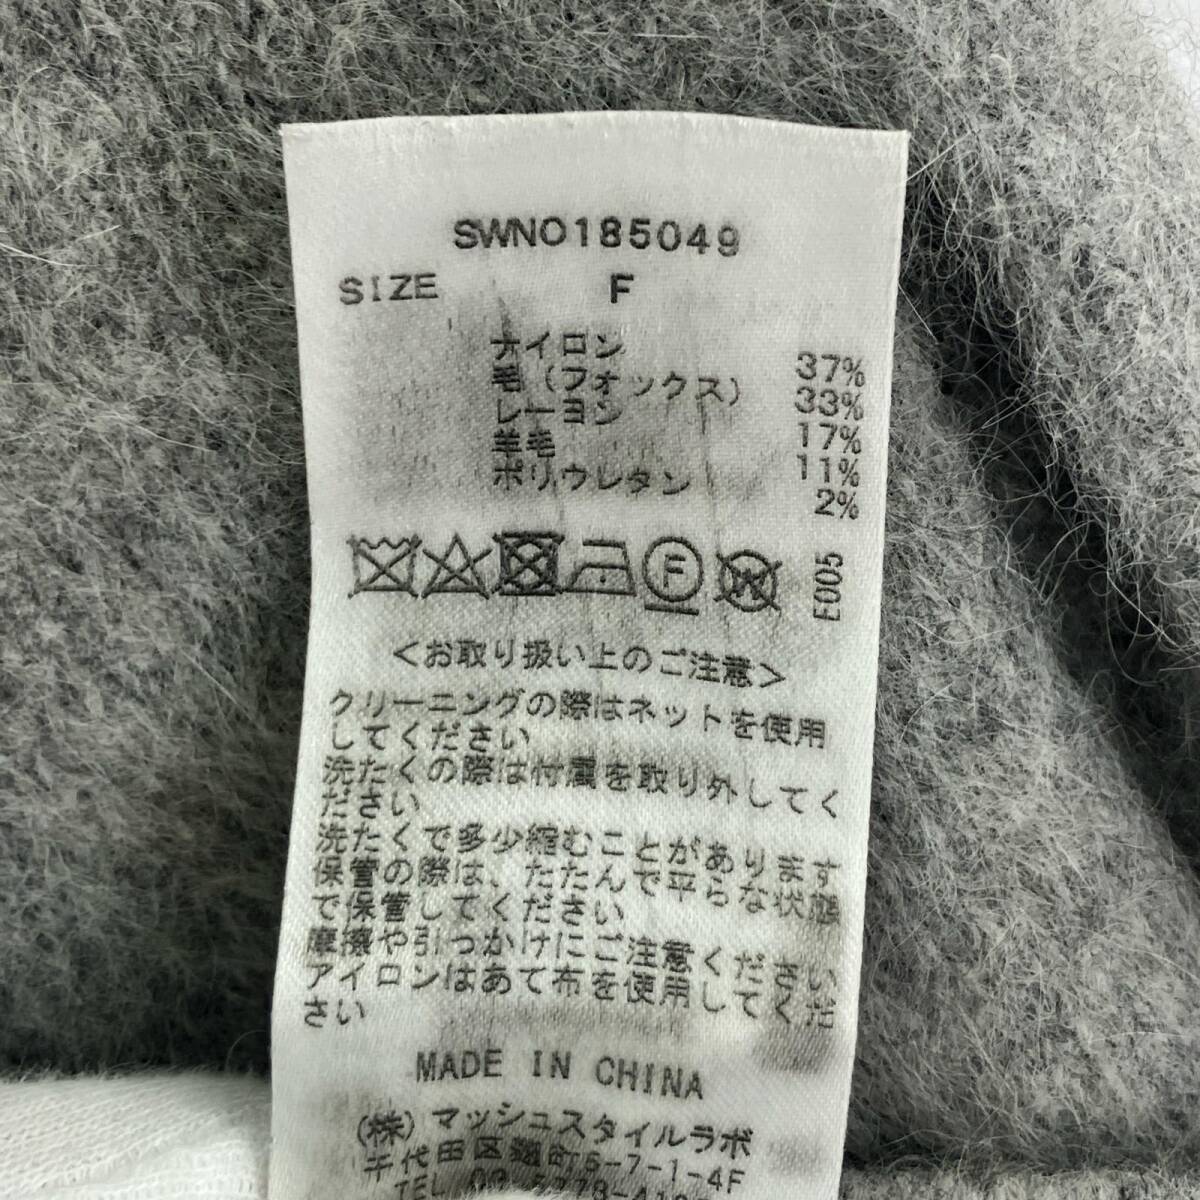 SWNO185049
SIZE F
ナイロン 37%
毛(フォックス) 33%
レーヨン 17%
羊毛 11%
ポリウレタン 2%
F W E005
<お取り扱い上のご注意>
クリーニングの際はネットを使用
してください
洗たくの際は付属を取り外してく
ださい
洗たくで多少縮むことがあります
保管の際は、たたんで平らな状態
で保管してください
摩擦や引っかけにご注意ください
アイロンはあて布を使用してくだ
さい
MADE IN CHINA
(株)マッシュスタイルラボ
千代田区麹町5-7-1-4F
TEL